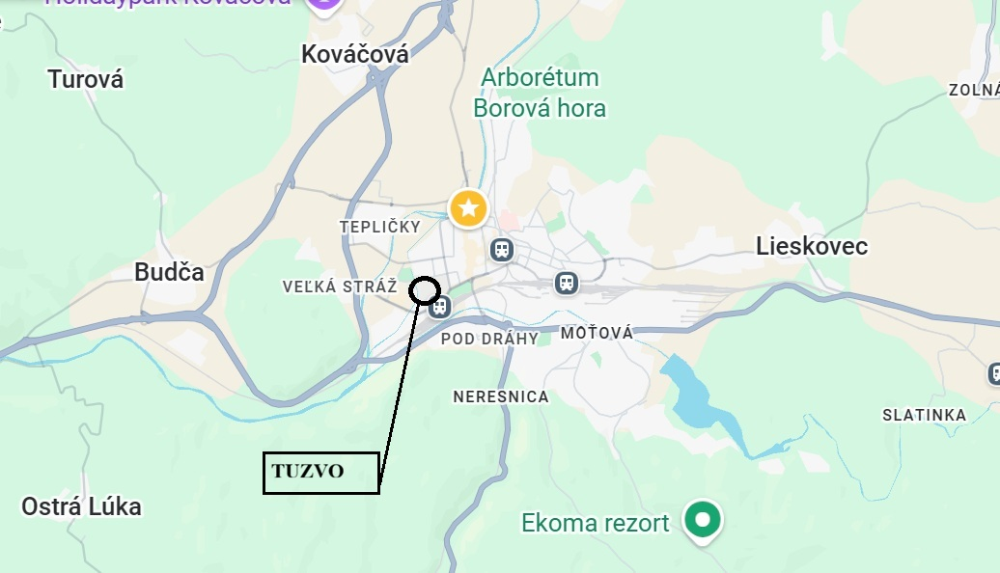 Holidaypark Kováčová
Kováčová
Turová
Arborétum
Borová hora
ZOLNÁ
TEPLIČKY
Lieskovec
Budča
VEĽKÁ STRÁŽ
POD DRÁHY
MOŤOVÁ
NERESNICA
SLATINKA
TUZVO
Ostrá Lúka
Ekoma rezort